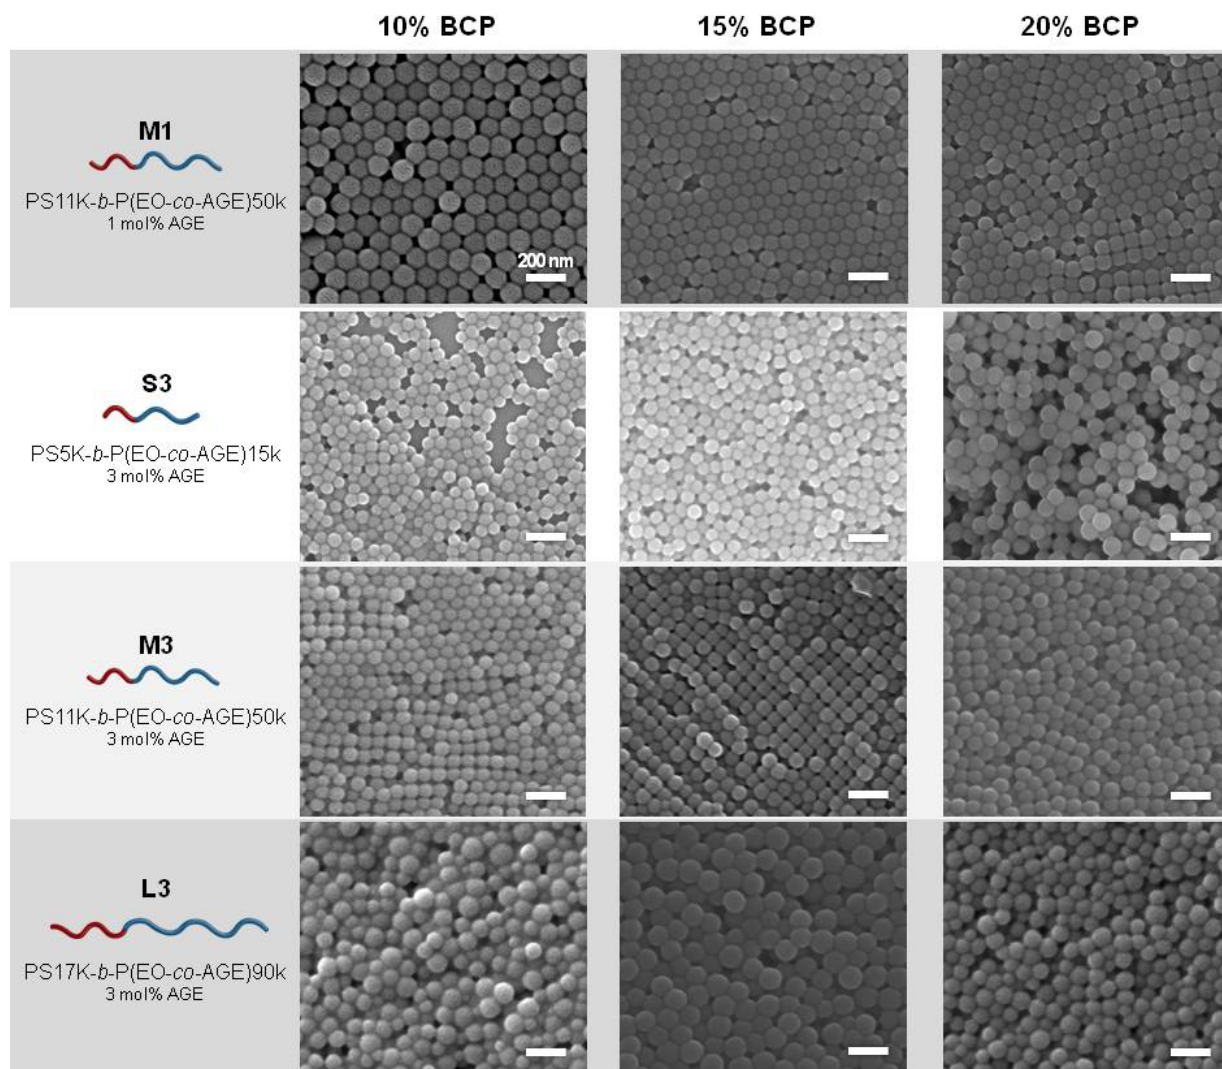 10% BCP 15% BCP 20% BCP
M1
PS11K-b-P(EO-co-AGE)50k
1 mol% AGE
200 nm
S3
PS5K-b-P(EO-co-AGE)15k
3 mol% AGE
M3
PS11K-b-P(EO-co-AGE)50k
3 mol% AGE
L3
PS17K-b-P(EO-co-AGE)90k
3 mol% AGE